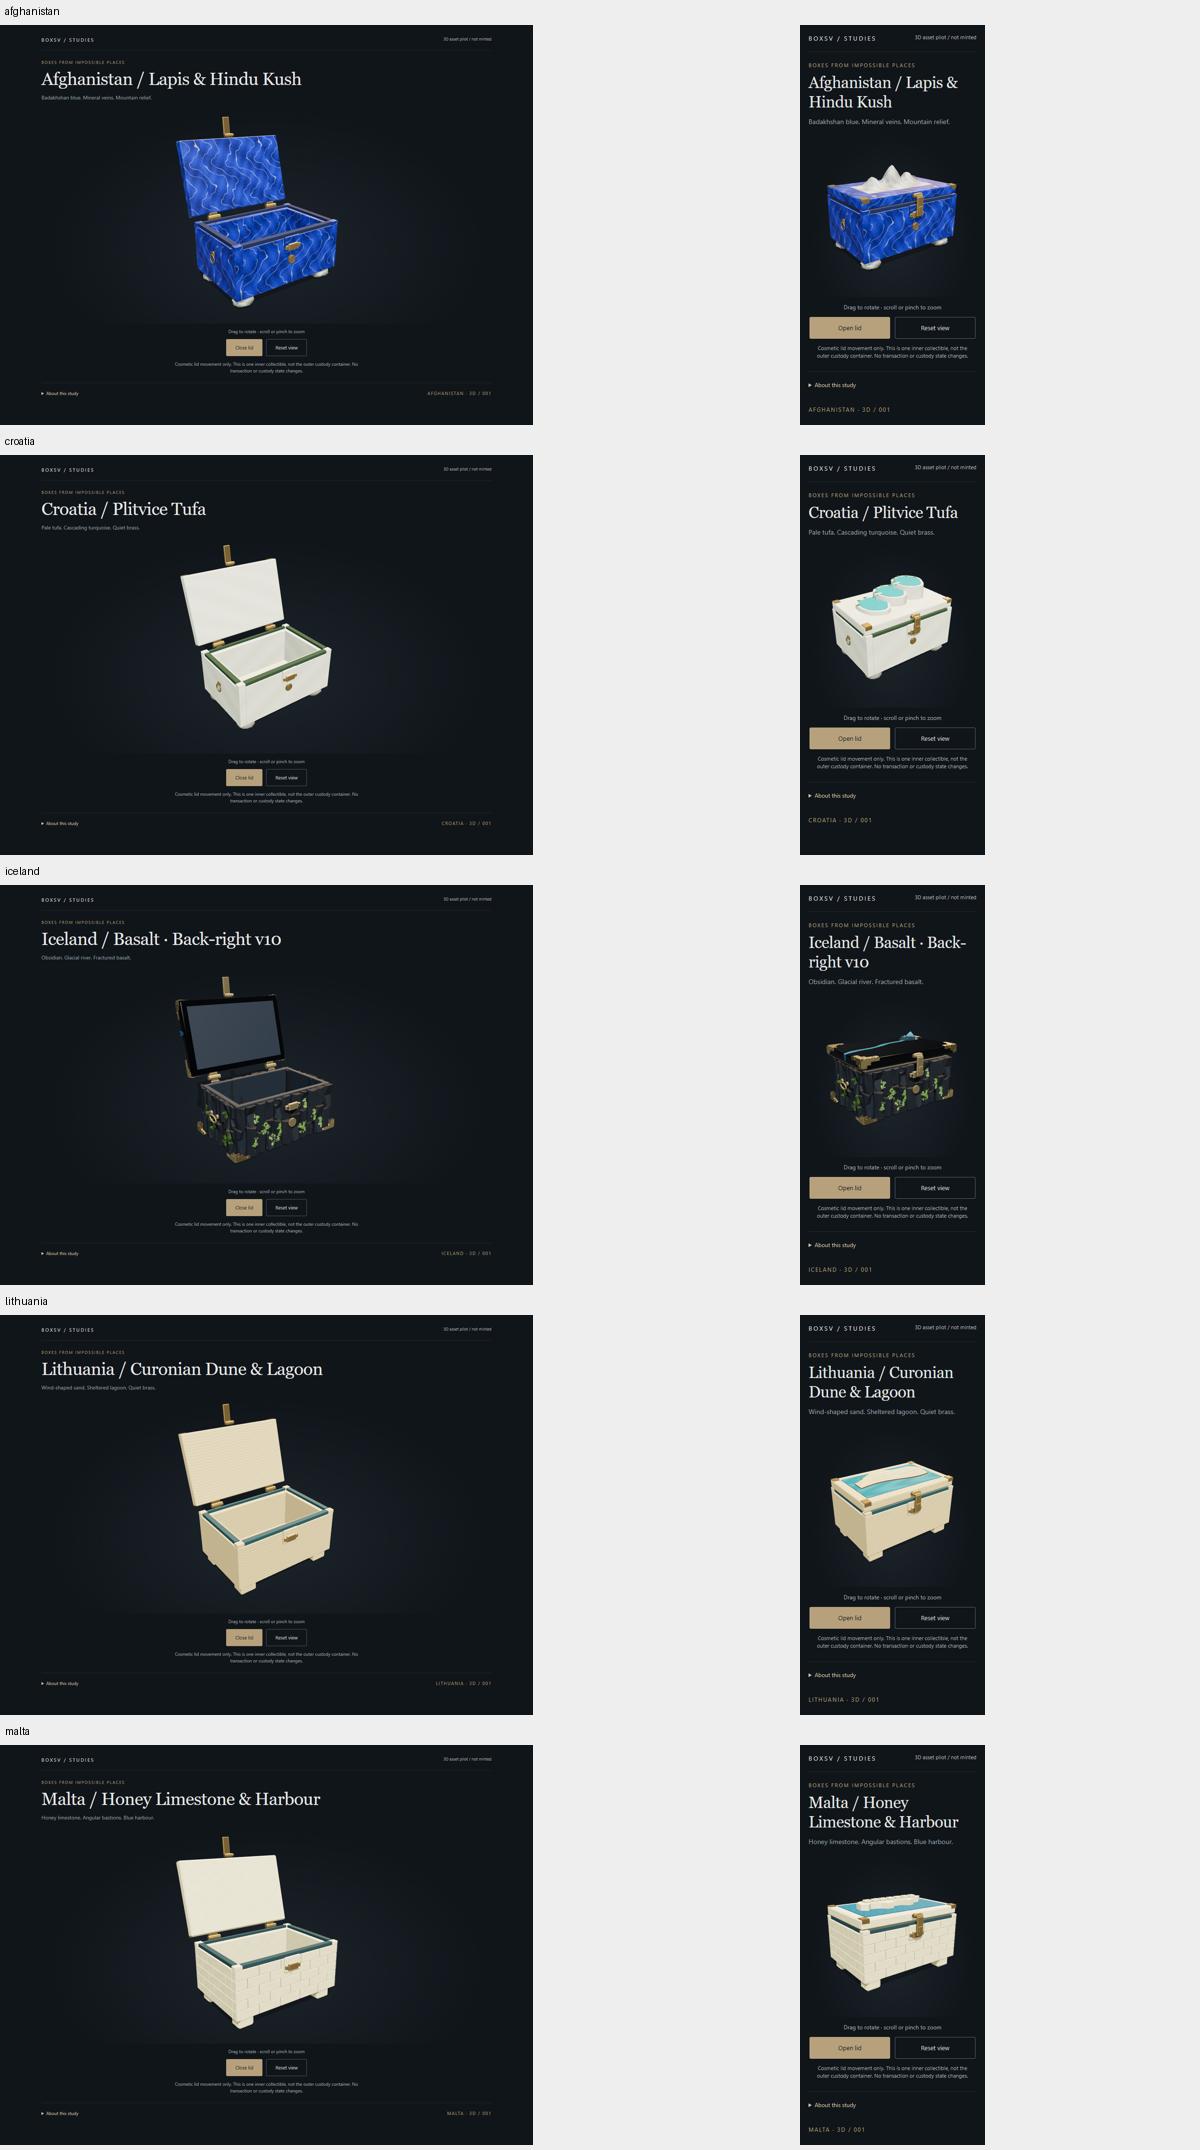 afghanistan
BOXSV / STUDIES
3D asset pilot / not minted
BOXES FROM IMPOSSIBLE PLACES
Afghanistan / Lapis & Hindu Kush
Badakhshan blue. Mineral veins. Mountain relief.
Drag to rotate · scroll or pinch to zoom
Close lid
Reset view
Cosmetic lid movement only. This is one inner collectible, not the outer custody container. No
transaction or custody state changes.
▶ About this study
AFGHANISTAN · 3D / 001
BOXSV / STUDIES
3D asset pilot / not minted
BOXES FROM IMPOSSIBLE PLACES
Afghanistan / Lapis &
Hindu Kush
Badakhshan blue. Mineral veins. Mountain relief.
Drag to rotate · scroll or pinch to zoom
Open lid
Reset view
Cosmetic lid movement only. This is one inner collectible, not the
outer custody container. No transaction or custody state changes.
▶ About this study
AFGHANISTAN · 3D / 001
croatia
BOXSV / STUDIES
3D asset pilot / not minted
BOXES FROM IMPOSSIBLE PLACES
Croatia / Plitvice Tufa
Pale tufa. Cascading turquoise. Quiet brass.
Drag to rotate · scroll or pinch to zoom
Close lid
Reset view
Cosmetic lid movement only. This is one inner collectible, not the outer custody container. No
transaction or custody state changes.
▶ About this study
CROATIA · 3D / 001
BOXSV / STUDIES
3D asset pilot / not minted
BOXES FROM IMPOSSIBLE PLACES
Croatia / Plitvice Tufa
Pale tufa. Cascading turquoise. Quiet brass.
Drag to rotate · scroll or pinch to zoom
Open lid
Reset view
Cosmetic lid movement only. This is one inner collectible, not the
outer custody container. No transaction or custody state changes.
▶ About this study
CROATIA · 3D / 001
iceland
BOXSV / STUDIES
3D asset pilot / not minted
BOXES FROM IMPOSSIBLE PLACES
Iceland / Basalt · Back-right v10
Obsidian. Glacial river. Fractured basalt.
Drag to rotate · scroll or pinch to zoom
Close lid
Reset view
Cosmetic lid movement only. This is one inner collectible, not the outer custody container. No
transaction or custody state changes.
▶ About this study
ICELAND · 3D / 001
BOXSV / STUDIES
3D asset pilot / not minted
BOXES FROM IMPOSSIBLE PLACES
Iceland / Basalt · Back-
right v10
Obsidian. Glacial river. Fractured basalt.
Drag to rotate · scroll or pinch to zoom
Open lid
Reset view
Cosmetic lid movement only. This is one inner collectible, not the
outer custody container. No transaction or custody state changes.
▶ About this study
ICELAND · 3D / 001
lithuania
BOXSV / STUDIES
3D asset pilot / not minted
BOXES FROM IMPOSSIBLE PLACES
Lithuania / Curonian Dune & Lagoon
Wind-shaped sand. Sheltered lagoon. Quiet brass.
Drag to rotate · scroll or pinch to zoom
Close lid
Reset view
Cosmetic lid movement only. This is one inner collectible, not the outer custody container. No
transaction or custody state changes.
▶ About this study
LITHUANIA · 3D / 001
BOXSV / STUDIES
3D asset pilot / not minted
BOXES FROM IMPOSSIBLE PLACES
Lithuania / Curonian
Dune & Lagoon
Wind-shaped sand. Sheltered lagoon. Quiet brass.
Drag to rotate · scroll or pinch to zoom
Open lid
Reset view
Cosmetic lid movement only. This is one inner collectible, not the
outer custody container. No transaction or custody state changes.
▶ About this study
LITHUANIA · 3D / 001
malta
BOXSV / STUDIES
3D asset pilot / not minted
BOXES FROM IMPOSSIBLE PLACES
Malta / Honey Limestone & Harbour
Honey limestone. Angular bastions. Blue harbour.
Drag to rotate · scroll or pinch to zoom
Close lid
Reset view
Cosmetic lid movement only. This is one inner collectible, not the outer custody container. No
transaction or custody state changes.
▶ About this study
MALTA · 3D / 001
BOXSV / STUDIES
3D asset pilot / not minted
BOXES FROM IMPOSSIBLE PLACES
Malta / Honey
Limestone & Harbour
Honey limestone. Angular bastions. Blue harbour.
Drag to rotate · scroll or pinch to zoom
Open lid
Reset view
Cosmetic lid movement only. This is one inner collectible, not the
outer custody container. No transaction or custody state changes.
▶ About this study
MALTA · 3D / 001